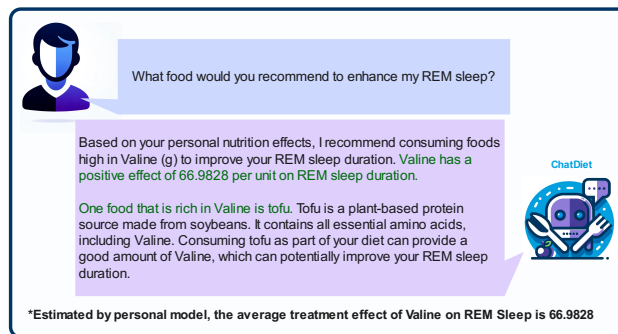 What food would you recommend to enhance my REM sleep?
Based on your personal nutrition effects, I recommend consuming foods
high in Valine (g) to improve your REM sleep duration. Valine has a
positive effect of 66.9828 per unit on REM sleep duration.
ChatDiet
One food that is rich in Valine is tofu. Tofu is a plant-based protein
source made from soybeans. It contains all essential amino acids,
including Valine. Consuming tofu as part of your diet can provide a
good amount of Valine, which can potentially improve your REM sleep
duration.
*Estimated by personal model, the average treatment effect of Valine on REM Sleep is 66.9828